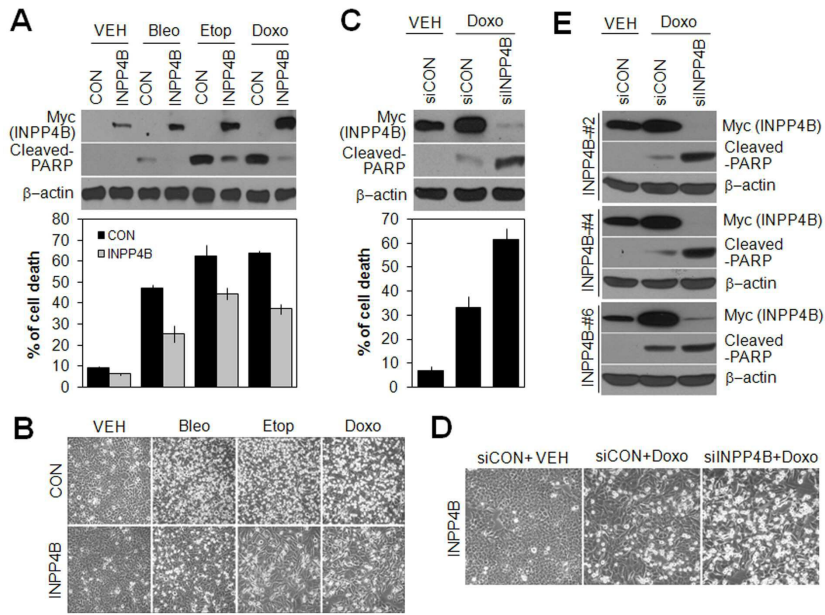 A
VEH Bleo Etop Doxo
CON INPP4B CON INPP4B CON INPP4B CON INPP4B
Myc
(INPP4B)
Cleaved-
PARP
β–actin
% of cell death
80
70
60
50
40
30
20
10
0
CON
INPP4B
B
VEH Bleo Etop Doxo
CON
INPP4B
C
VEH Doxo
siCON siCON siINPP4B
Myc
(INPP4B)
Cleaved-
PARP
β–actin
% of cell death
70
60
50
40
30
20
10
0
D
siCON+VEH siCON+Doxo siINPP4B+Doxo
INPP4B
E
VEH Doxo
siCON siCON siINPP4B
INPP4B-#2
Myc (INPP4B)
Cleaved
-PARP
β–actin
INPP4B-#4
Myc (INPP4B)
Cleaved
-PARP
β–actin
INPP4B-#6
Myc (INPP4B)
Cleaved
-PARP
β–actin